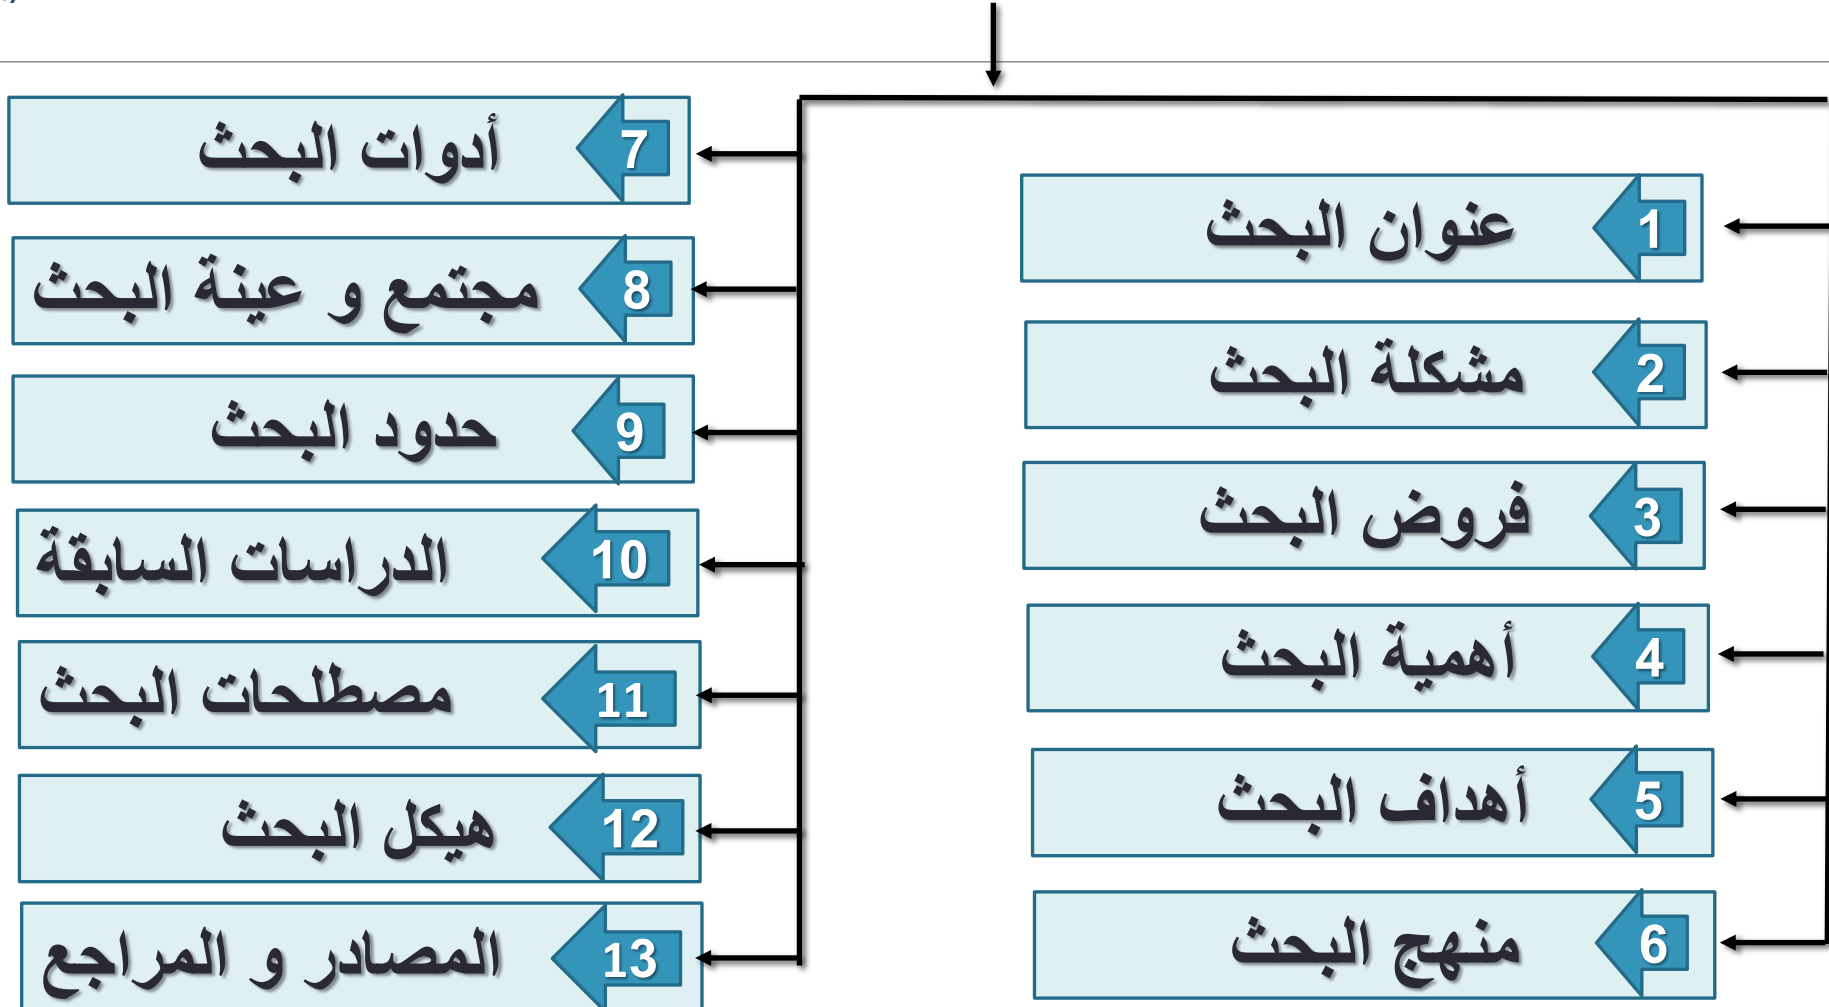 1 عنوان البحث
2 مشكلة البحث
3 فروض البحث
4 أهمية البحث
5 أهداف البحث
6 منهج البحث
7 أدوات البحث
8 مجتمع و عينة البحث
9 حدود البحث
10 الدراسات السابقة
11 مصطلحات البحث
12 هيكل البحث
13 المصادر و المراجع